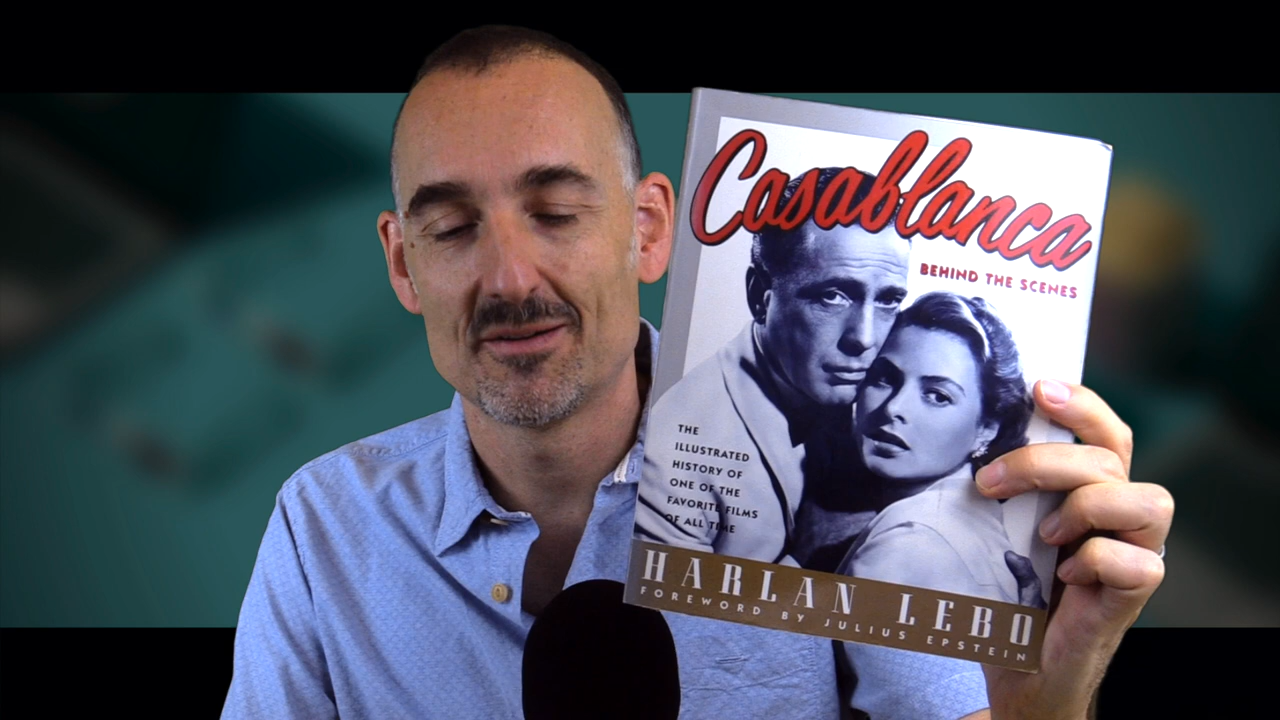 Casablanca
BEHIND THE SCENES
THE
ILLUSTRATED
HISTORY OF
ONE OF THE
FAVORITE FILMS
OF ALL TIME
HARLAN LEBO
FOREWORD BY JULIUS EPSTEIN